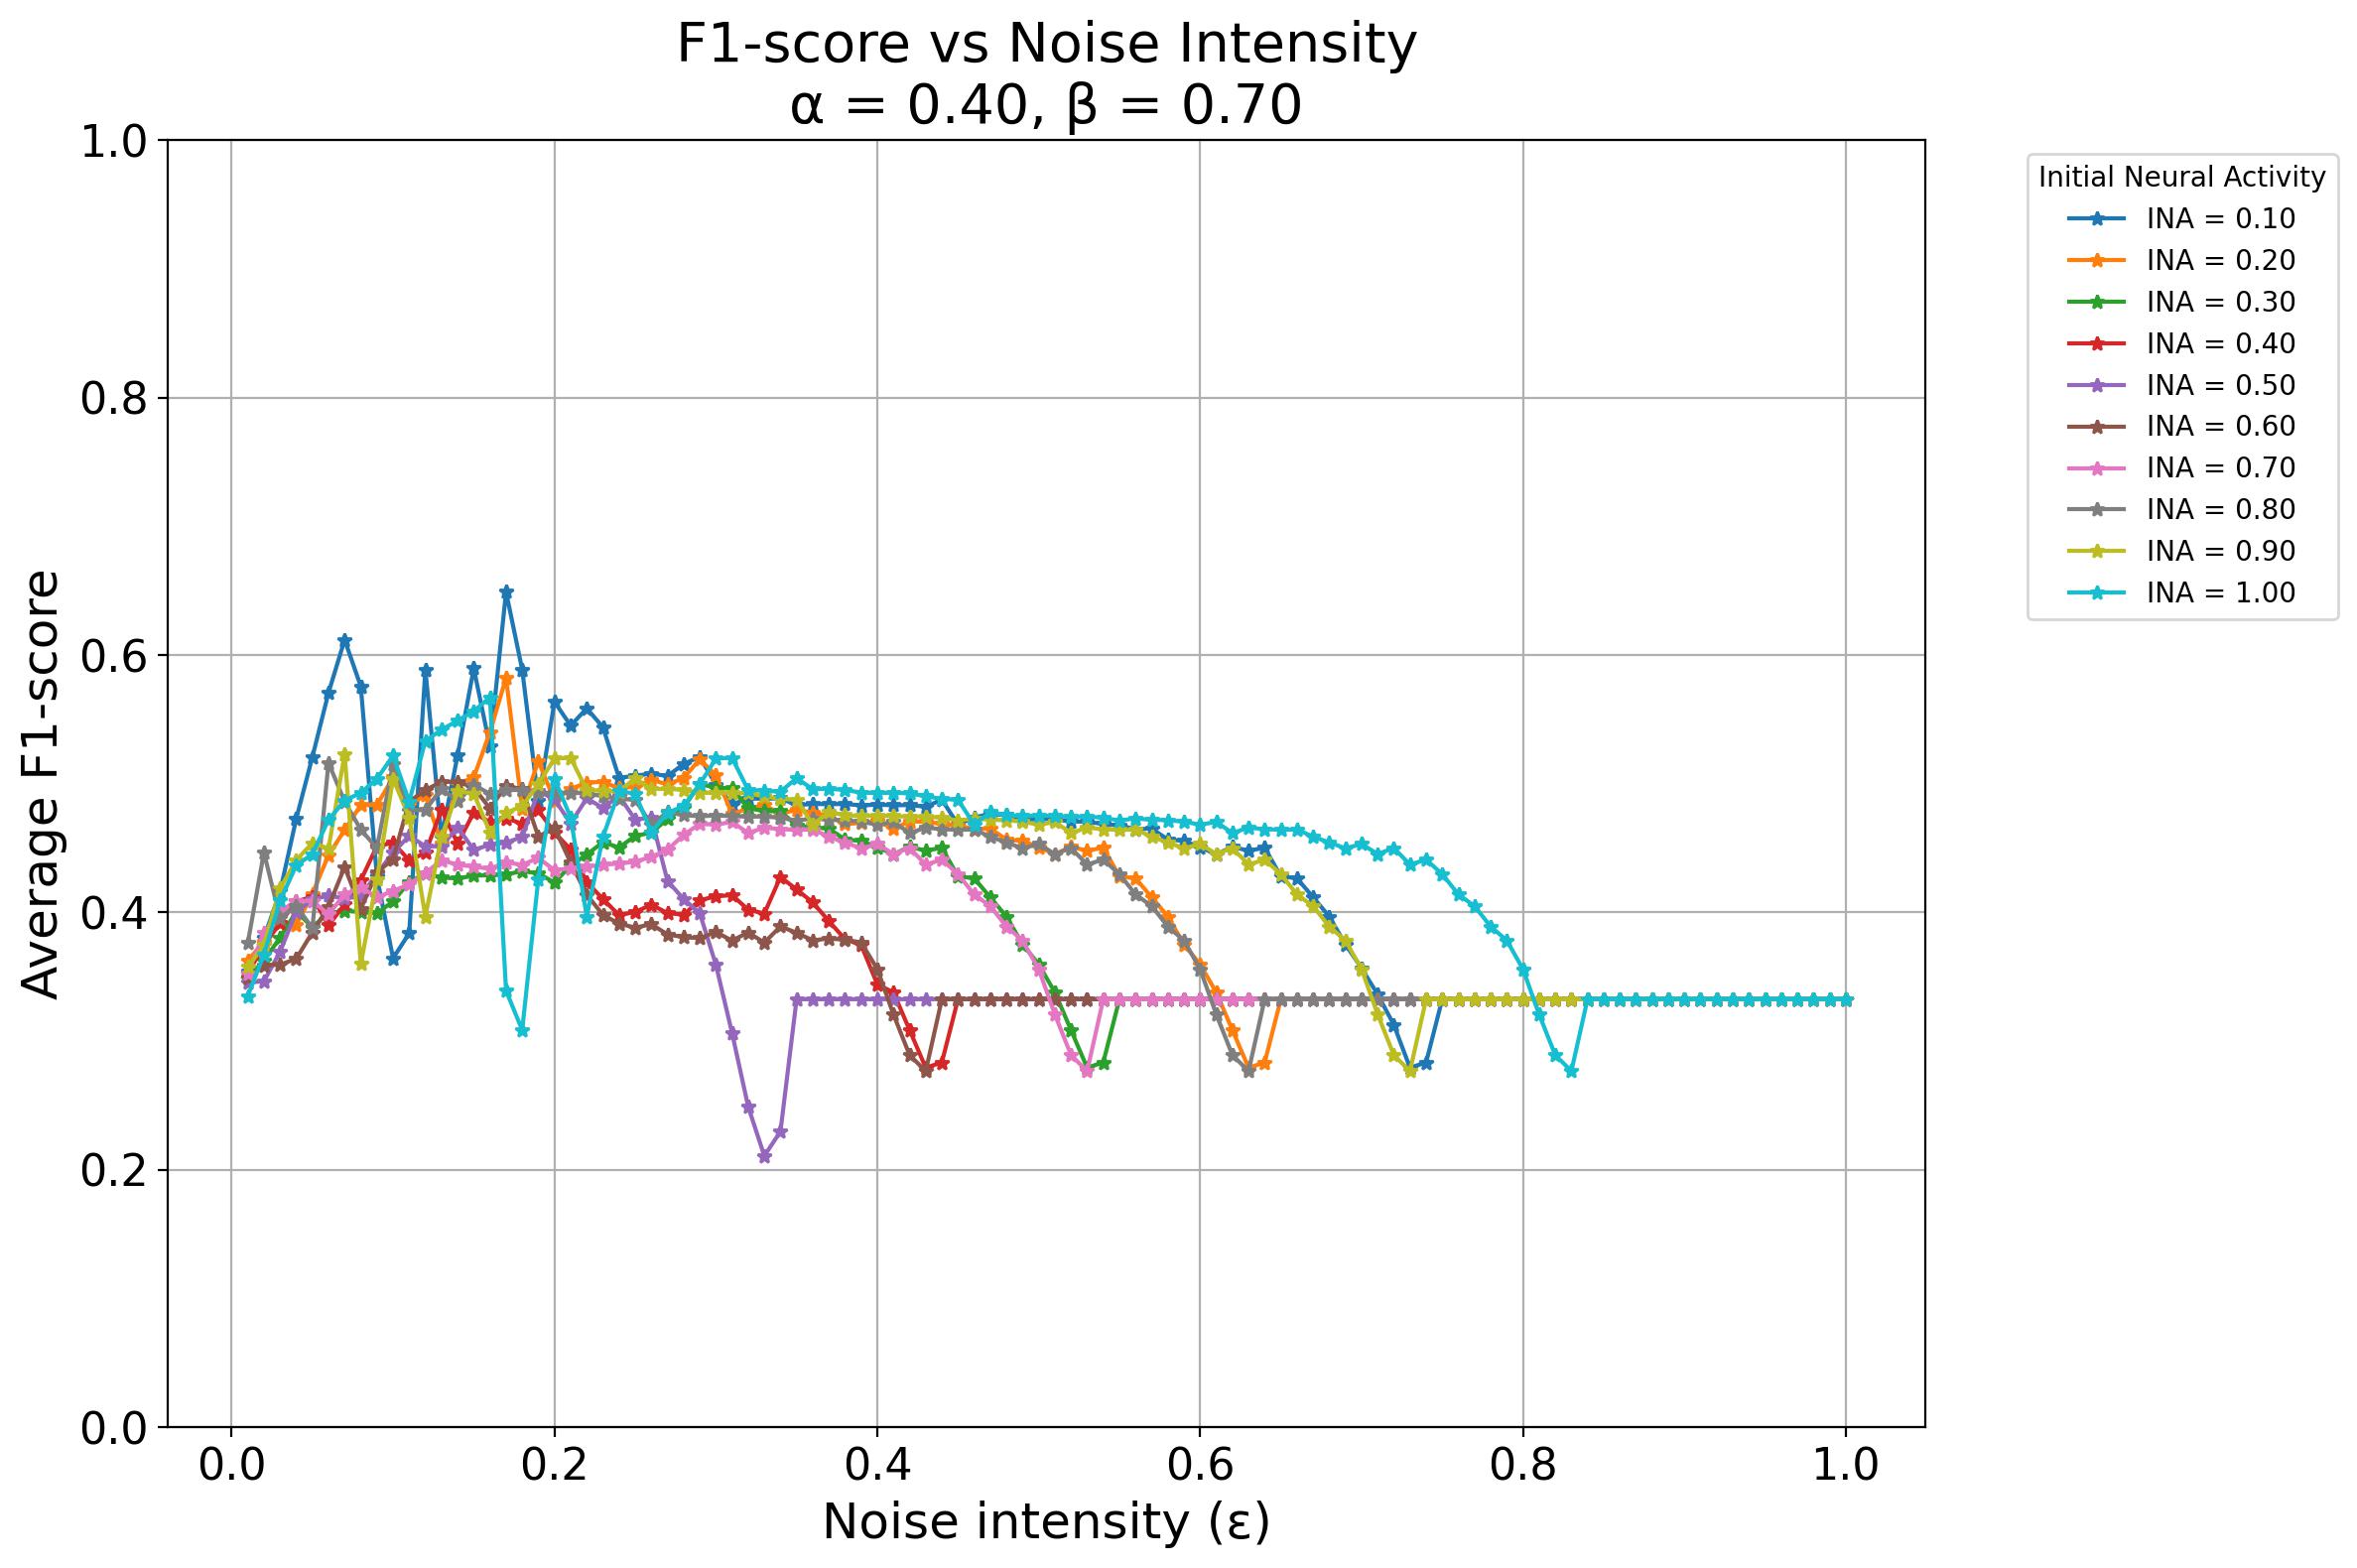 F1-score vs Noise Intensity
α = 0.40, β = 0.70
Average F1-score
1.0
0.8
0.6
0.4
0.2
0.0
0.0 0.2 0.4 0.6 0.8 1.0
Noise intensity (ε)
Initial Neural Activity
INA = 0.10
INA = 0.20
INA = 0.30
INA = 0.40
INA = 0.50
INA = 0.60
INA = 0.70
INA = 0.80
INA = 0.90
INA = 1.00